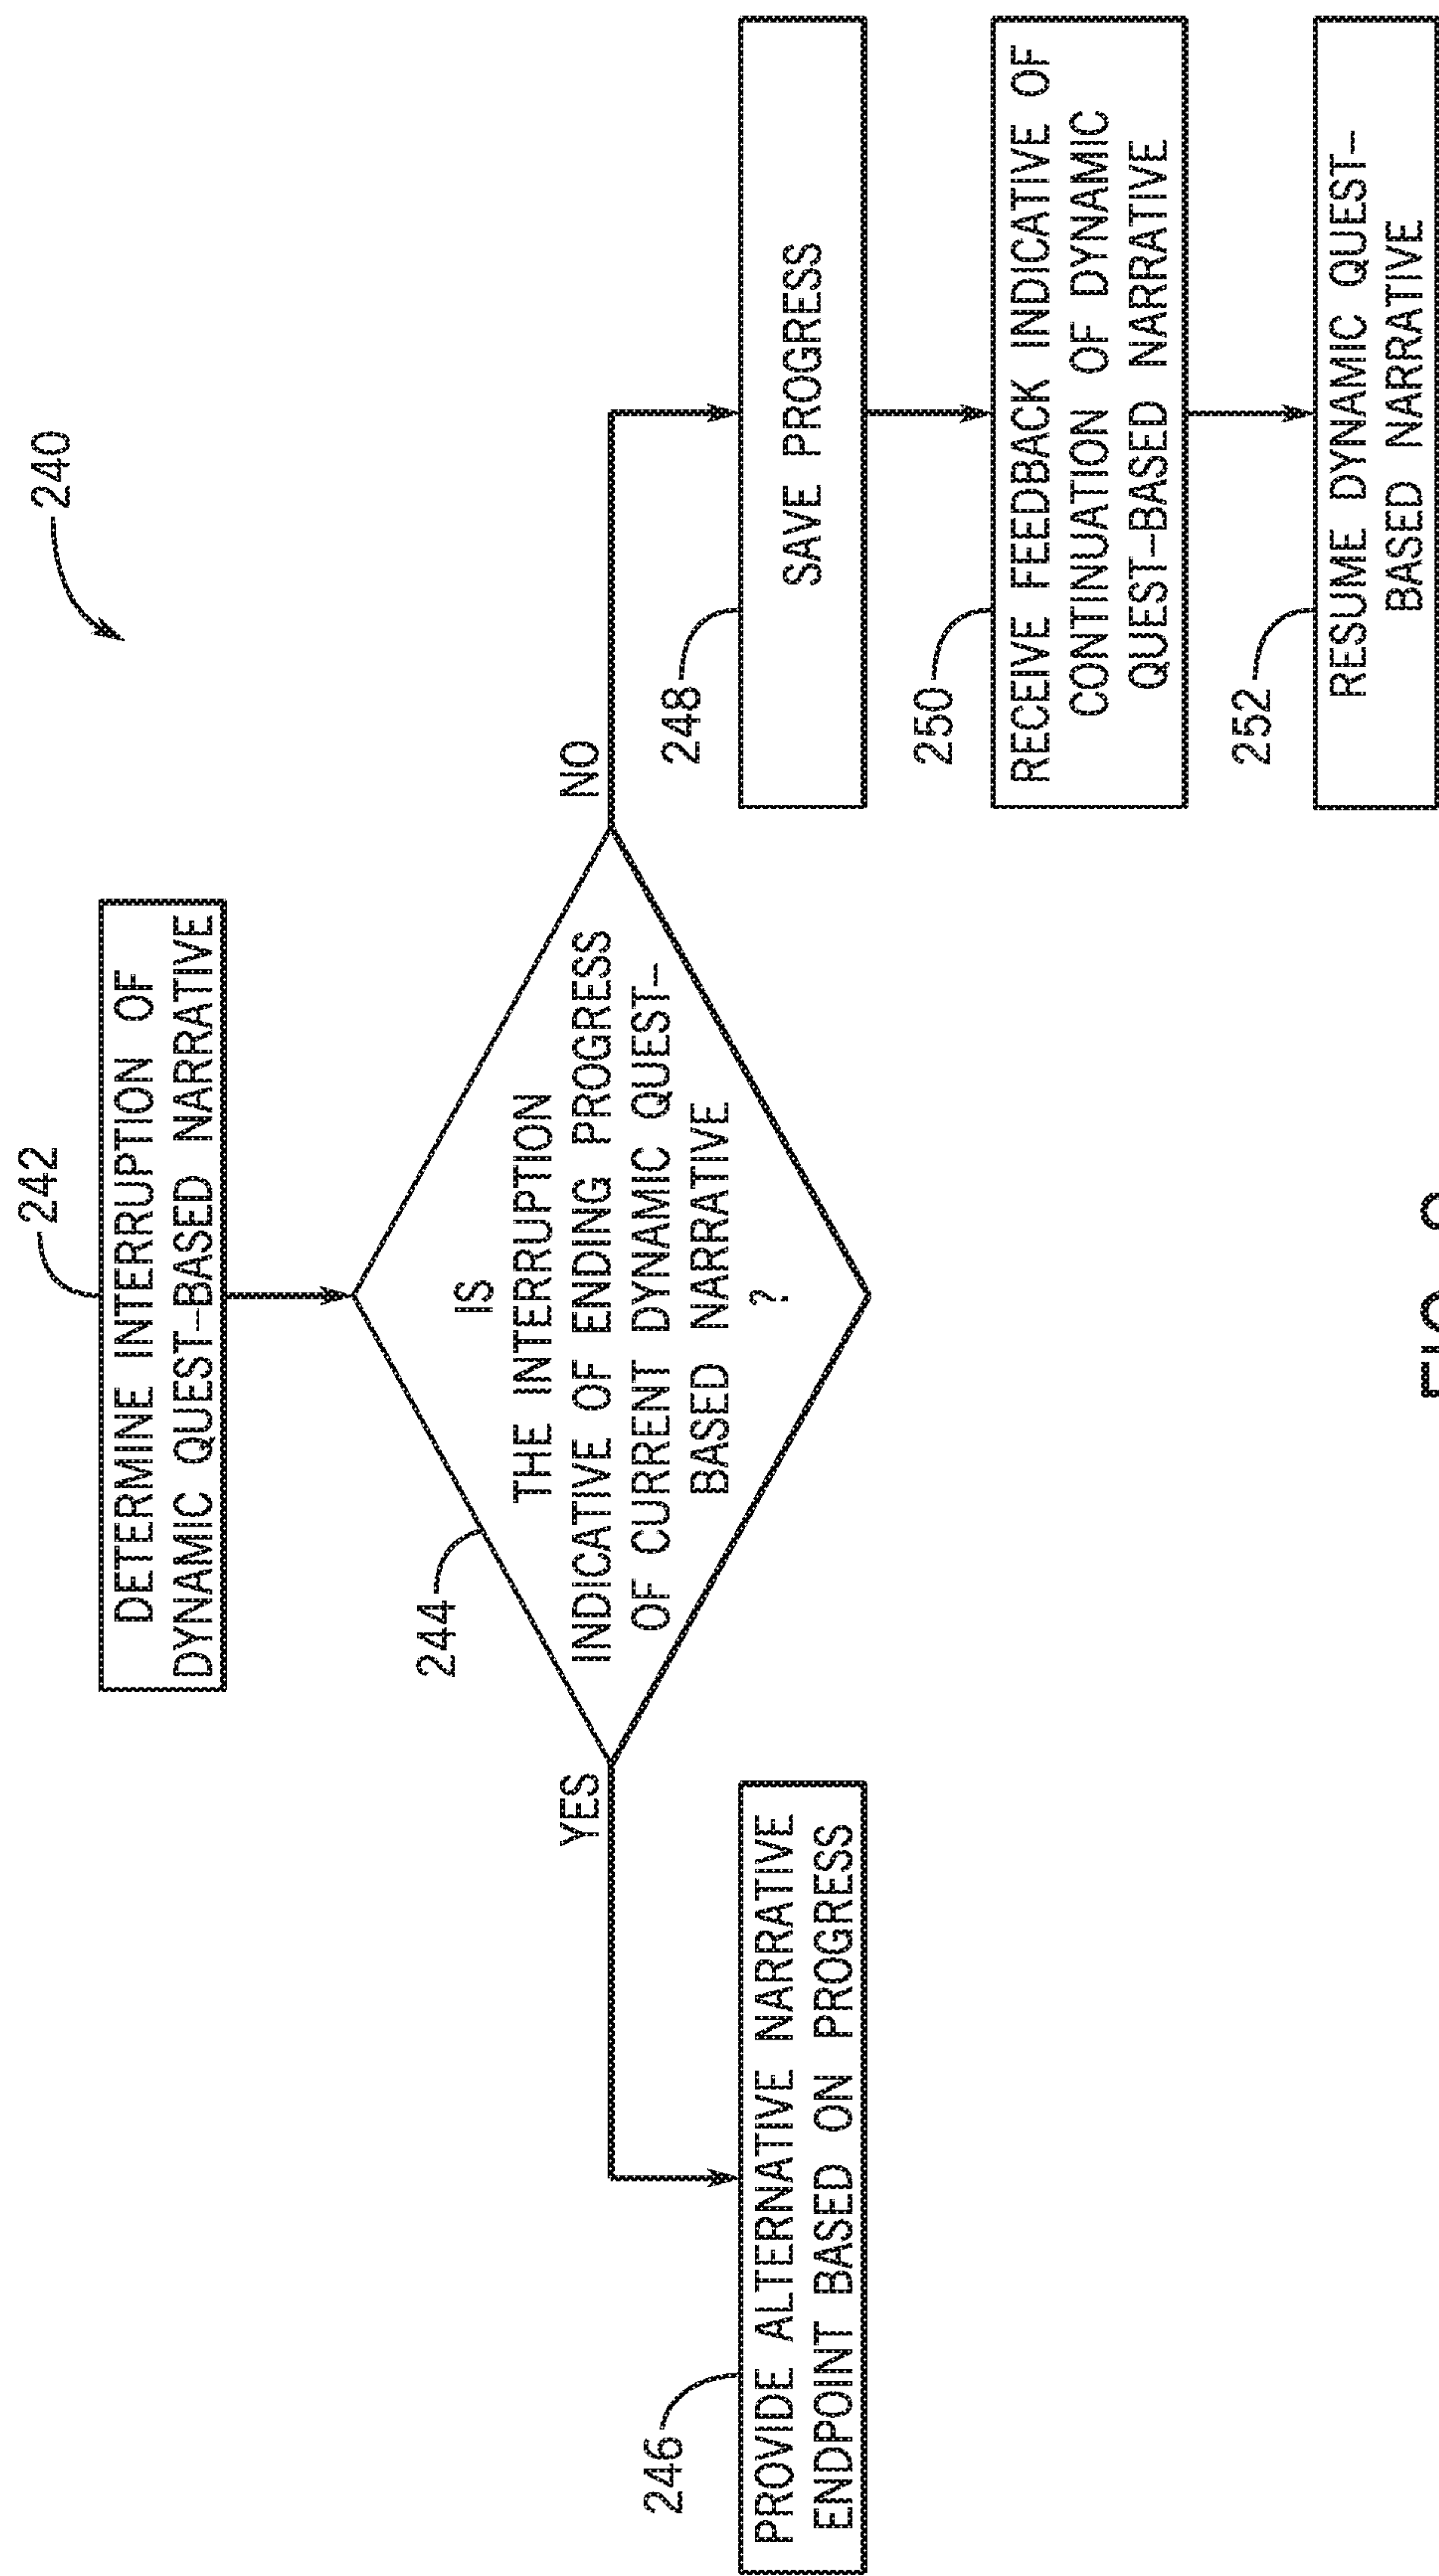 240
242
DETERMINE INTERRUPTION OF
DYNAMIC QUEST-BASED NARRATIVE
244
IS
THE INTERRUPTION
INDICATIVE OF ENDING PROGRESS
OF CURRENT DYNAMIC QUEST-
BASED NARRATIVE
?
YES
NO
246
PROVIDE ALTERNATIVE NARRATIVE
ENDPOINT BASED ON PROGRESS
248
SAVE PROGRESS
250
RECEIVE FEEDBACK INDICATIVE OF
CONTINUATION OF DYNAMIC
QUEST-BASED NARRATIVE
252
RESUME DYNAMIC QUEST-
BASED NARRATIVE